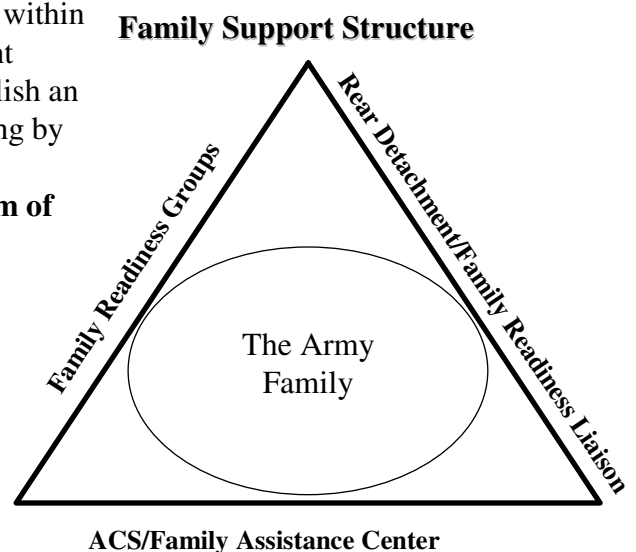 within
nt
lish an
ng by
m of
Family Support Structure
Family Readiness Groups
Rear Detachment/Family Readiness Liaison
The Army
Family
ACS/Family Assistance Center